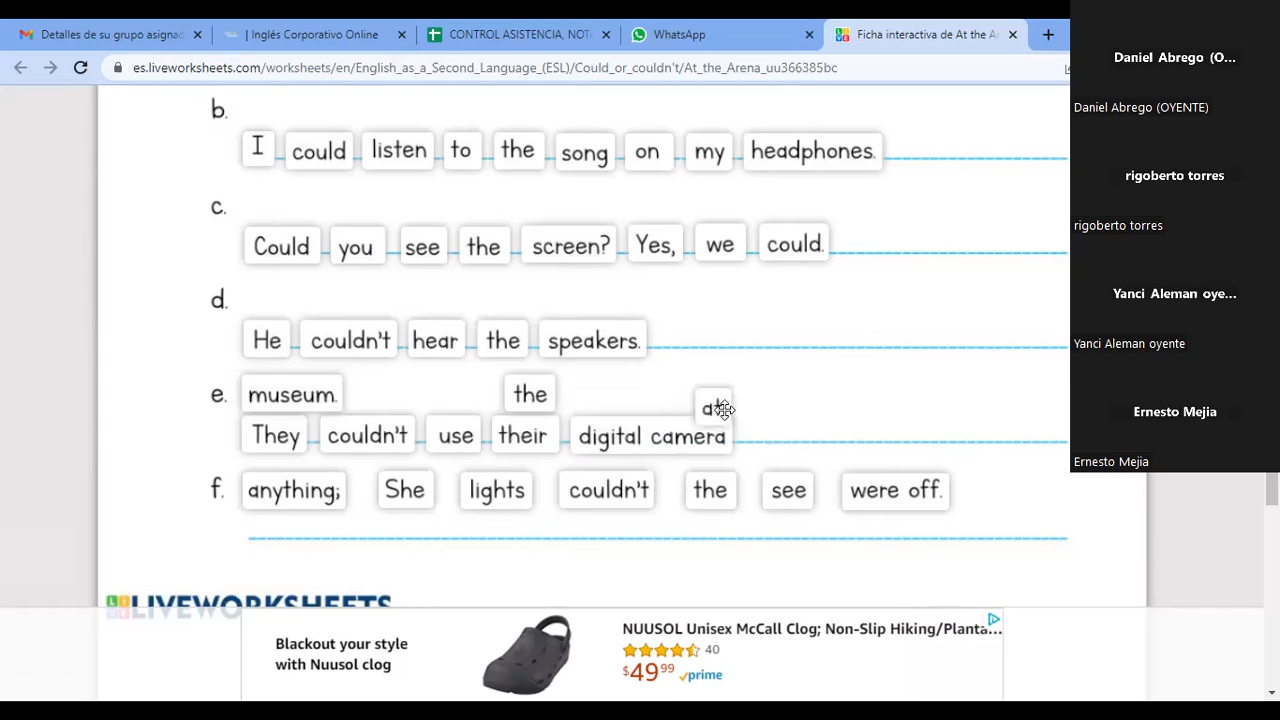 Detalles de su grupo asigna
Inglés Corporativo Online
CONTROL ASISTENCIA, NOTA
WhatsApp
Ficha interactiva de At the Ar
es.liveworksheets.com/worksheets/en/English_as_a_Second_Language_(ESL)/Could_or_couldn't/At_the_Arena_uu366385bc
b.
I could listen to the song on my headphones.
c.
Could you see the screen? Yes, we could.
d.
He couldn't hear the speakers.
e. museum. the at
They couldn't use their digital camera
f. anything; She lights couldn't the see were off.
LIVEWORKSHEETS
Blackout your style
with Nuusol clog
NUUSOL Unisex McCall Clog; Non-Slip Hiking/Planta...
40
$49 99 prime
Daniel Abrego (O...
Daniel Abrego (OYENTE)
rigoberto torres
rigoberto torres
Yanci Aleman oye...
Yanci Aleman oyente
Ernesto Mejia
Ernesto Mejia